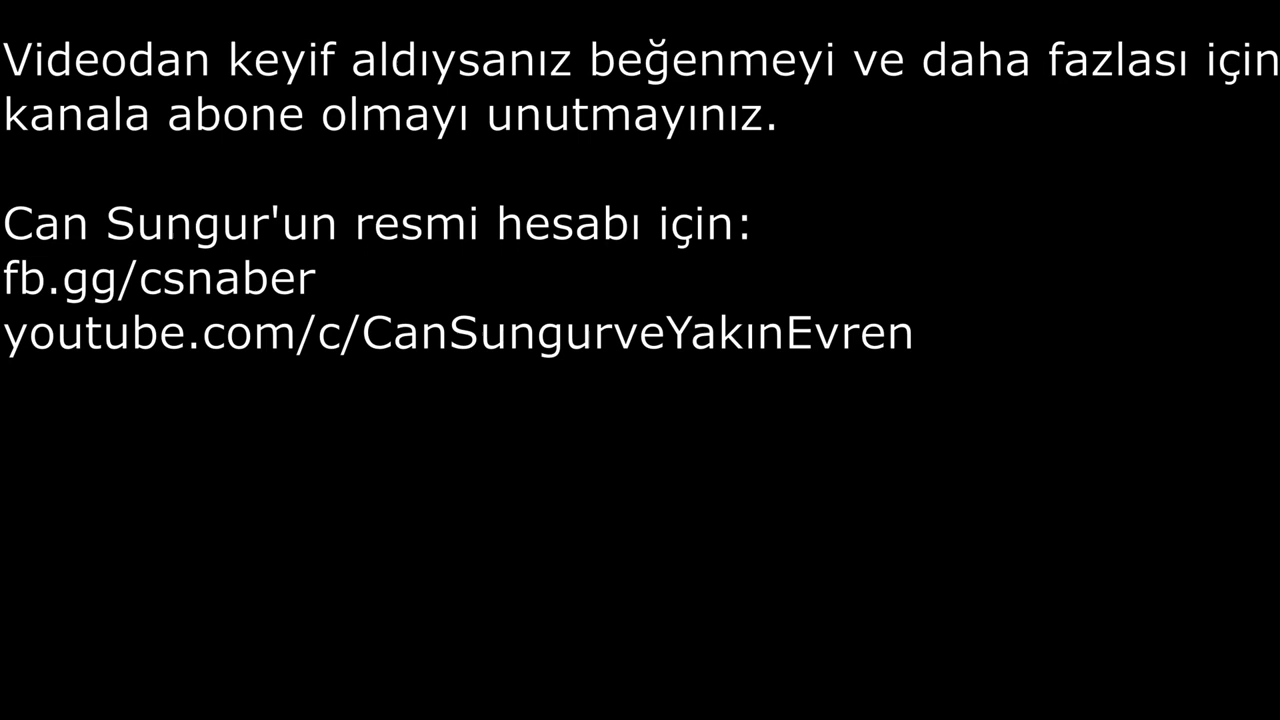 Videodan keyif aldıysanız beğenmeyi ve daha fazlası için
kanala abone olmayı unutmayınız.
Can Sungur'un resmi hesabı için:
fb.gg/csnaber
youtube.com/c/CanSungurveYakınEvren